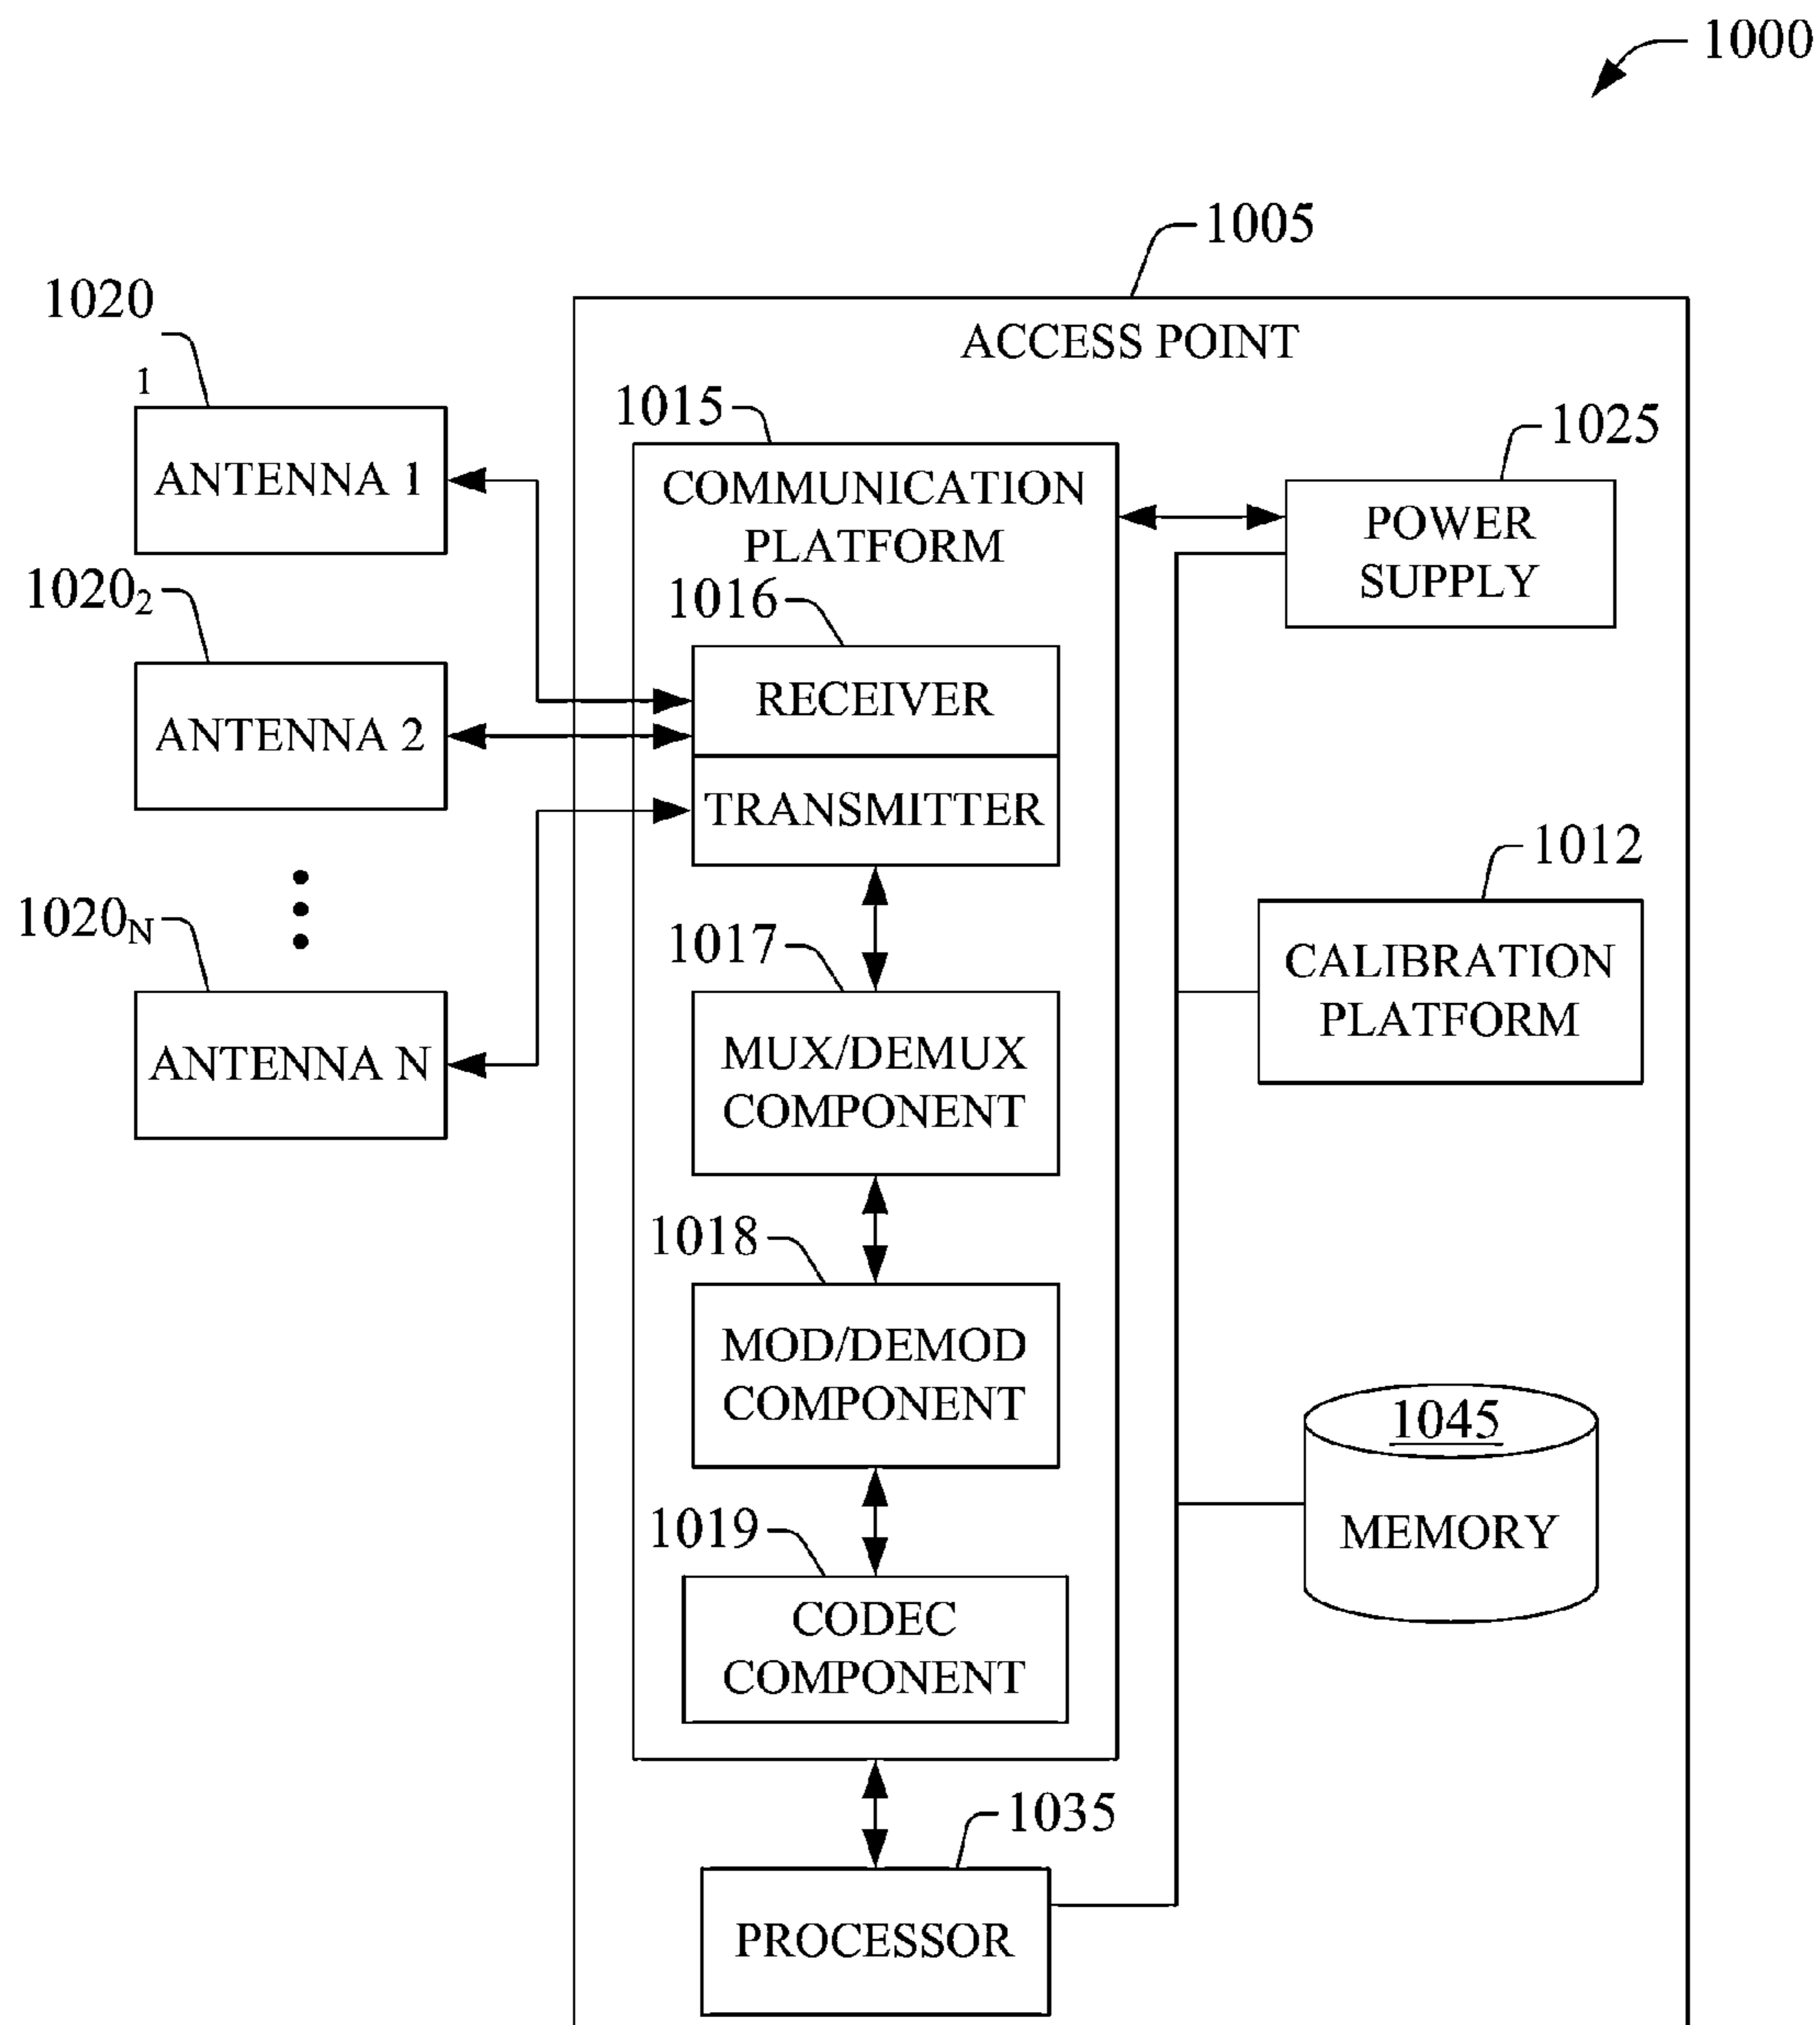 1000
1005
ACCESS POINT
1020
1
ANTENNA 1
1020₂
ANTENNA 2
1020N
ANTENNA N
1015
COMMUNICATION
PLATFORM
1016
RECEIVER
TRANSMITTER
1017
MUX/DEMUX
COMPONENT
1018
MOD/DEMOD
COMPONENT
1019
CODEC
COMPONENT
1035
PROCESSOR
1025
POWER
SUPPLY
1012
CALIBRATION
PLATFORM
1045
MEMORY